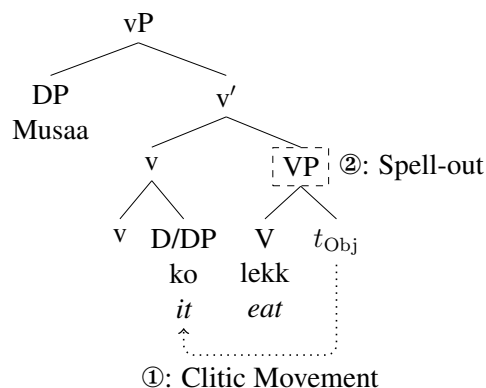 vP
DP v′
Musaa
v VP ②: Spell-out
v D/DP V t_Obj
ko lekk
it eat
①: Clitic Movement